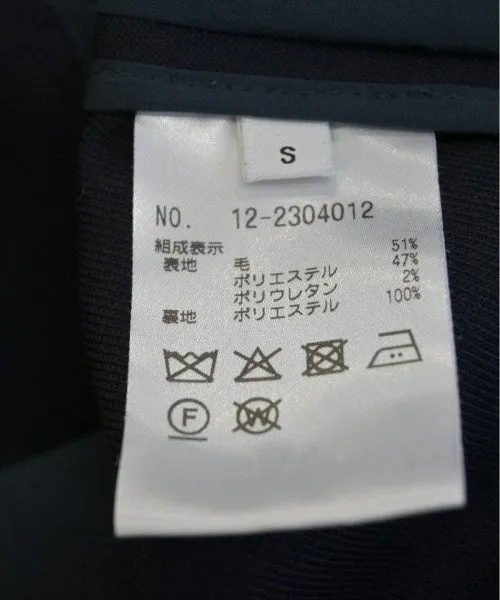 S
NO. 12-2304012
組成表示
表地 毛 51%
ポリエステル 47%
ポリウレタン 2%
裏地 ポリエステル 100%
F
W